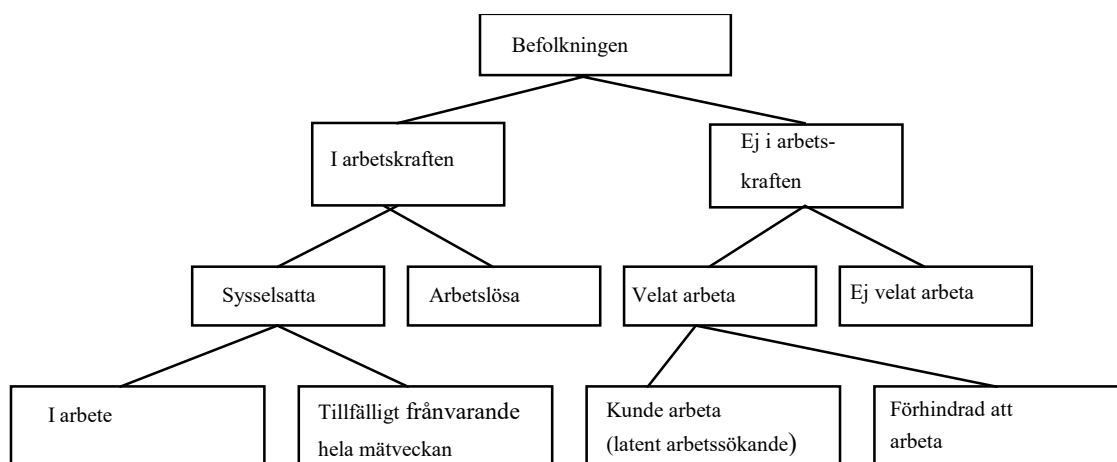 Befolkningen
I arbetskraften
Ej i arbets-
kraften
Sysselsatta
Arbetslösa
Velat arbeta
Ej velat arbeta
I arbete
Tillfälligt frånvarande
hela mätveckan
Kunde arbeta
(latent arbetssökande)
Förhindrad att
arbeta